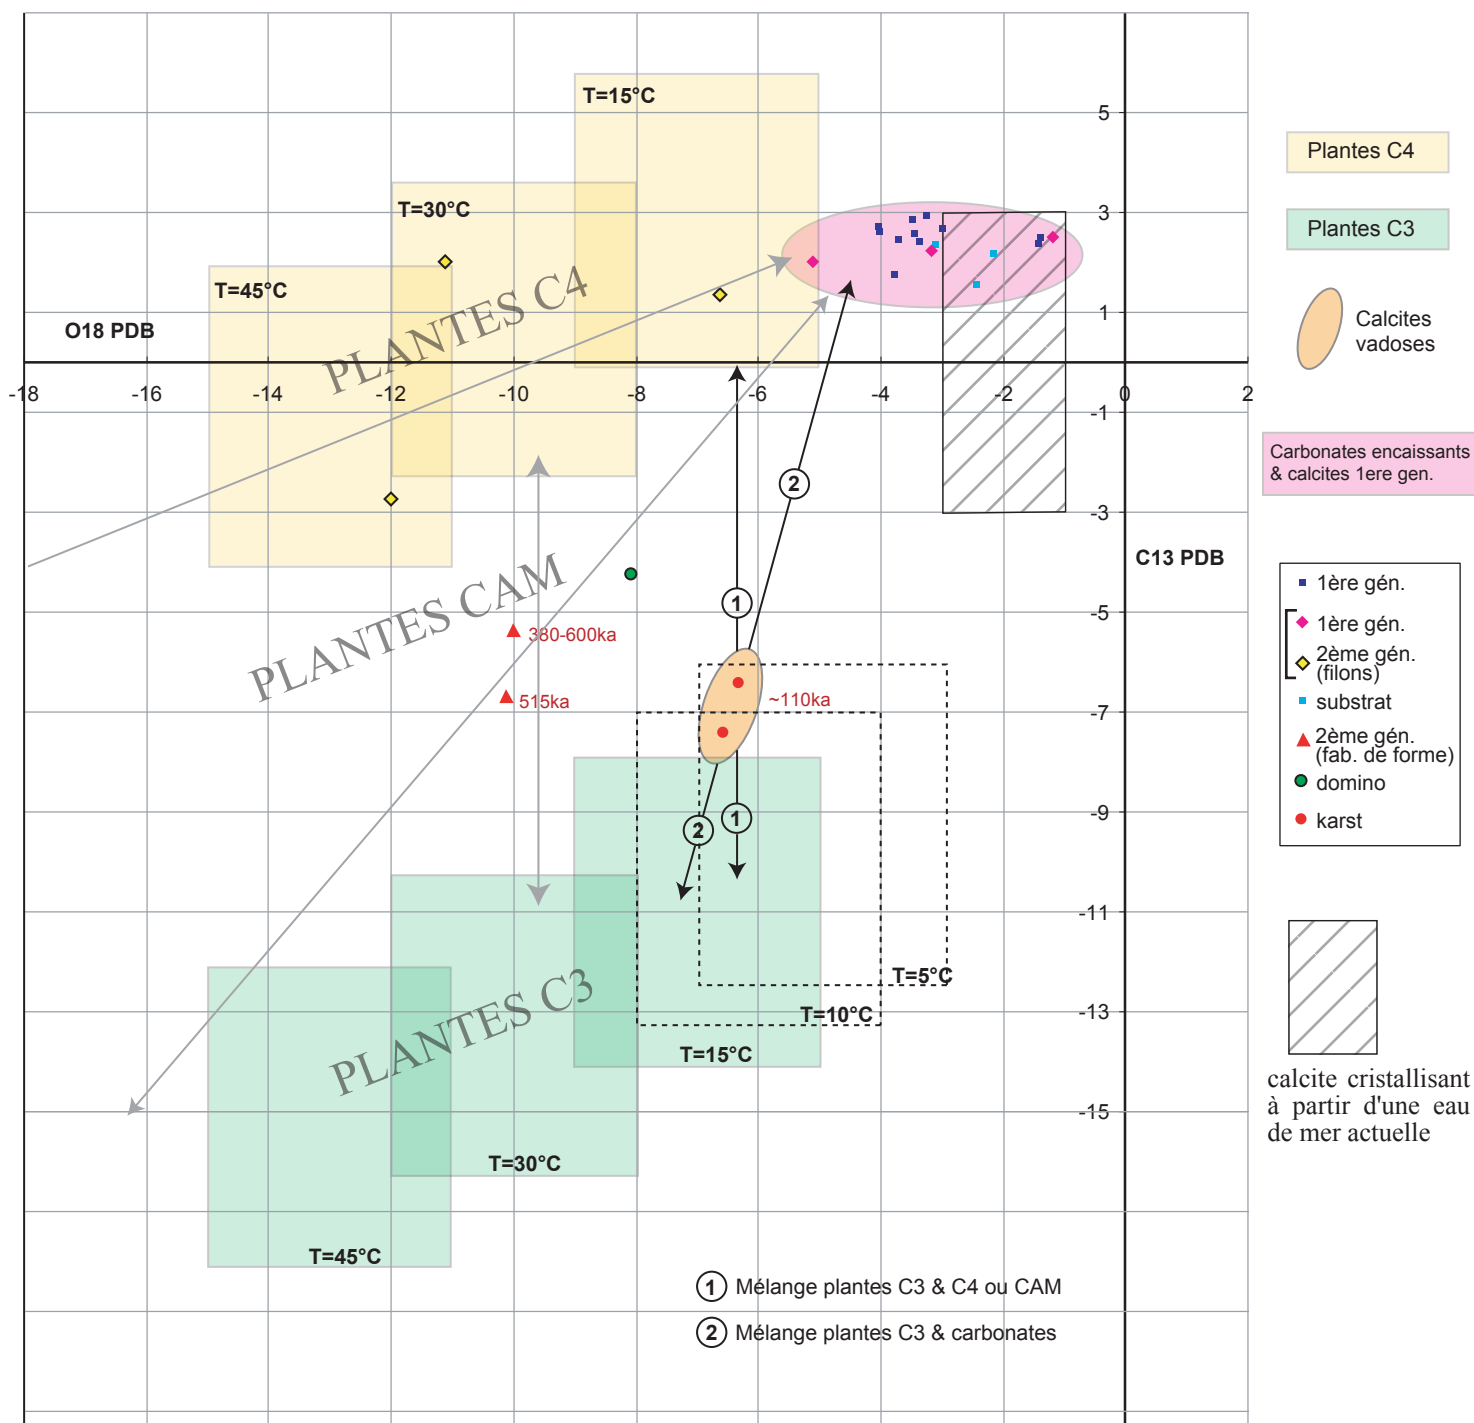 T=15°C
5
Plantes C4
T=30°C
3
Plantes C3
T=45°C
1
O18 PDB
PLANTES C4
Calcites
vadoses
-18
-16
-14
-12
-10
-8
-6
-4
-2
0
2
-1
Carbonates encaissants
& calcites 1ere gen.
2
-3
C13 PDB
PLANTES CAM
1
-5
380-600ka
515ka
~110ka
-7
1ère gén.
1ère gén.
2ème gén.
(filons)
substrat
2ème gén.
(fab. de forme)
domino
karst
2
1
-9
-11
T=5°C
PLANTES C3
T=10°C
-13
T=15°C
-15
calcite cristallisant
à partir d'une eau
de mer actuelle
T=30°C
T=45°C
1 Mélange plantes C3 & C4 ou CAM
2 Mélange plantes C3 & carbonates